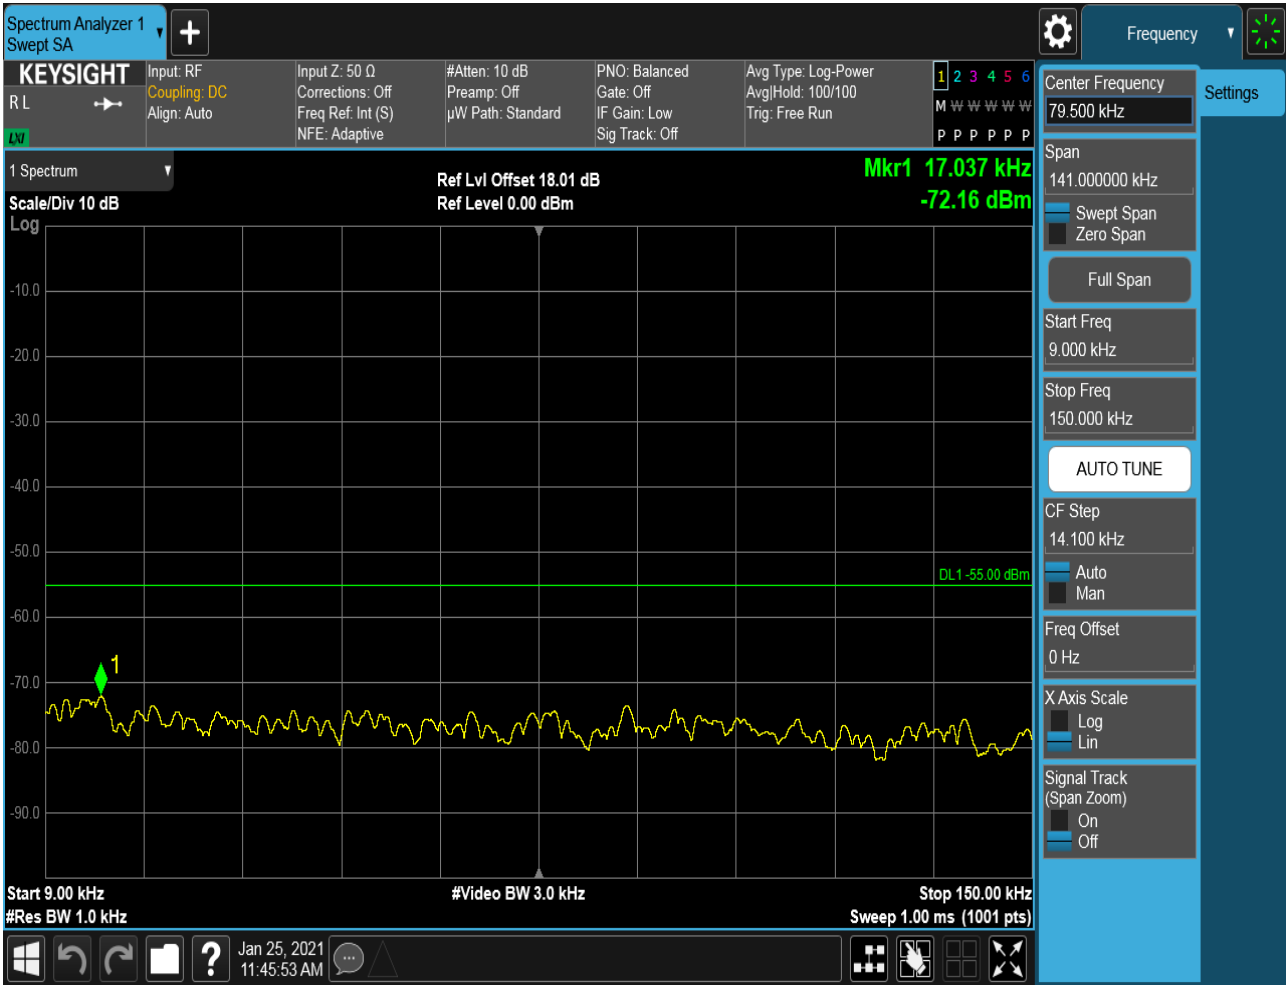 Spectrum Analyzer 1
Swept SA
Frequency
KEYSIGHT
R L
LXI
Input: RF
Coupling: DC
Align: Auto
Input Z: 50 Ω
Corrections: Off
Freq Ref: Int (S)
NFE: Adaptive
#Atten: 10 dB
Preamp: Off
µW Path: Standard
PNO: Balanced
Gate: Off
IF Gain: Low
Sig Track: Off
Avg Type: Log-Power
Avg|Hold: 100/100
Trig: Free Run
1 2 3 4 5 6
M W W W W W
P P P P P P
1 Spectrum
Scale/Div 10 dB
Log
Ref Lvl Offset 18.01 dB
Ref Level 0.00 dBm
Mkr1 17.037 kHz
-72.16 dBm
-10.0
-20.0
-30.0
-40.0
-50.0
DL1 -55.00 dBm
-60.0
1
-70.0
-80.0
-90.0
Start 9.00 kHz
#Res BW 1.0 kHz
#Video BW 3.0 kHz
Stop 150.00 kHz
Sweep 1.00 ms (1001 pts)
Center Frequency
79.500 kHz
Span
141.000000 kHz
Swept Span
Zero Span
Full Span
Start Freq
9.000 kHz
Stop Freq
150.000 kHz
AUTO TUNE
CF Step
14.100 kHz
Auto
Man
Freq Offset
0 Hz
X Axis Scale
Log
Lin
Signal Track
(Span Zoom)
On
Off
Settings
?
Jan 25, 2021
11:45:53 AM